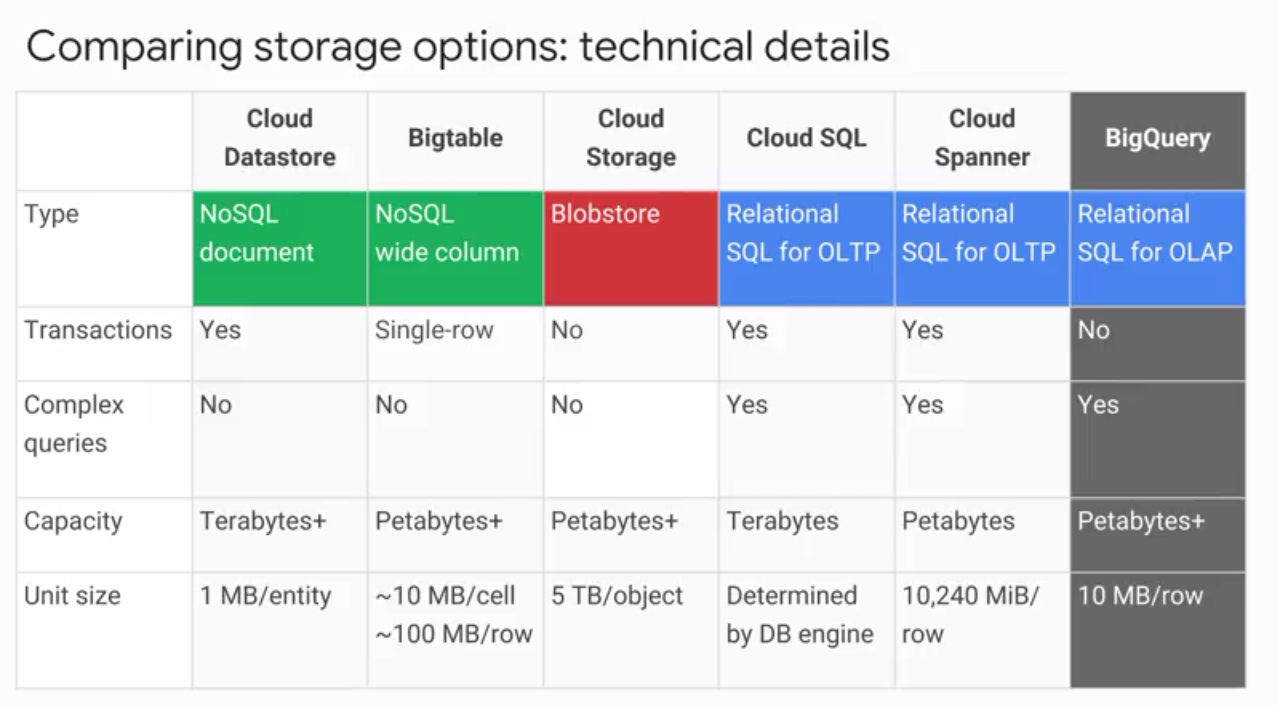 Comparing storage options: technical details
Cloud Datastore Bigtable Cloud Storage Cloud SQL Cloud Spanner BigQuery
Type NoSQL document NoSQL wide column Blobstore Relational SQL for OLTP Relational SQL for OLTP Relational SQL for OLAP
Transactions Yes Single-row No Yes Yes No
Complex queries No No No Yes Yes Yes
Capacity Terabytes+ Petabytes+ Petabytes+ Terabytes Petabytes Petabytes+
Unit size 1 MB/entity ~10 MB/cell ~100 MB/row 5 TB/object Determined by DB engine 10,240 MiB/ row 10 MB/row